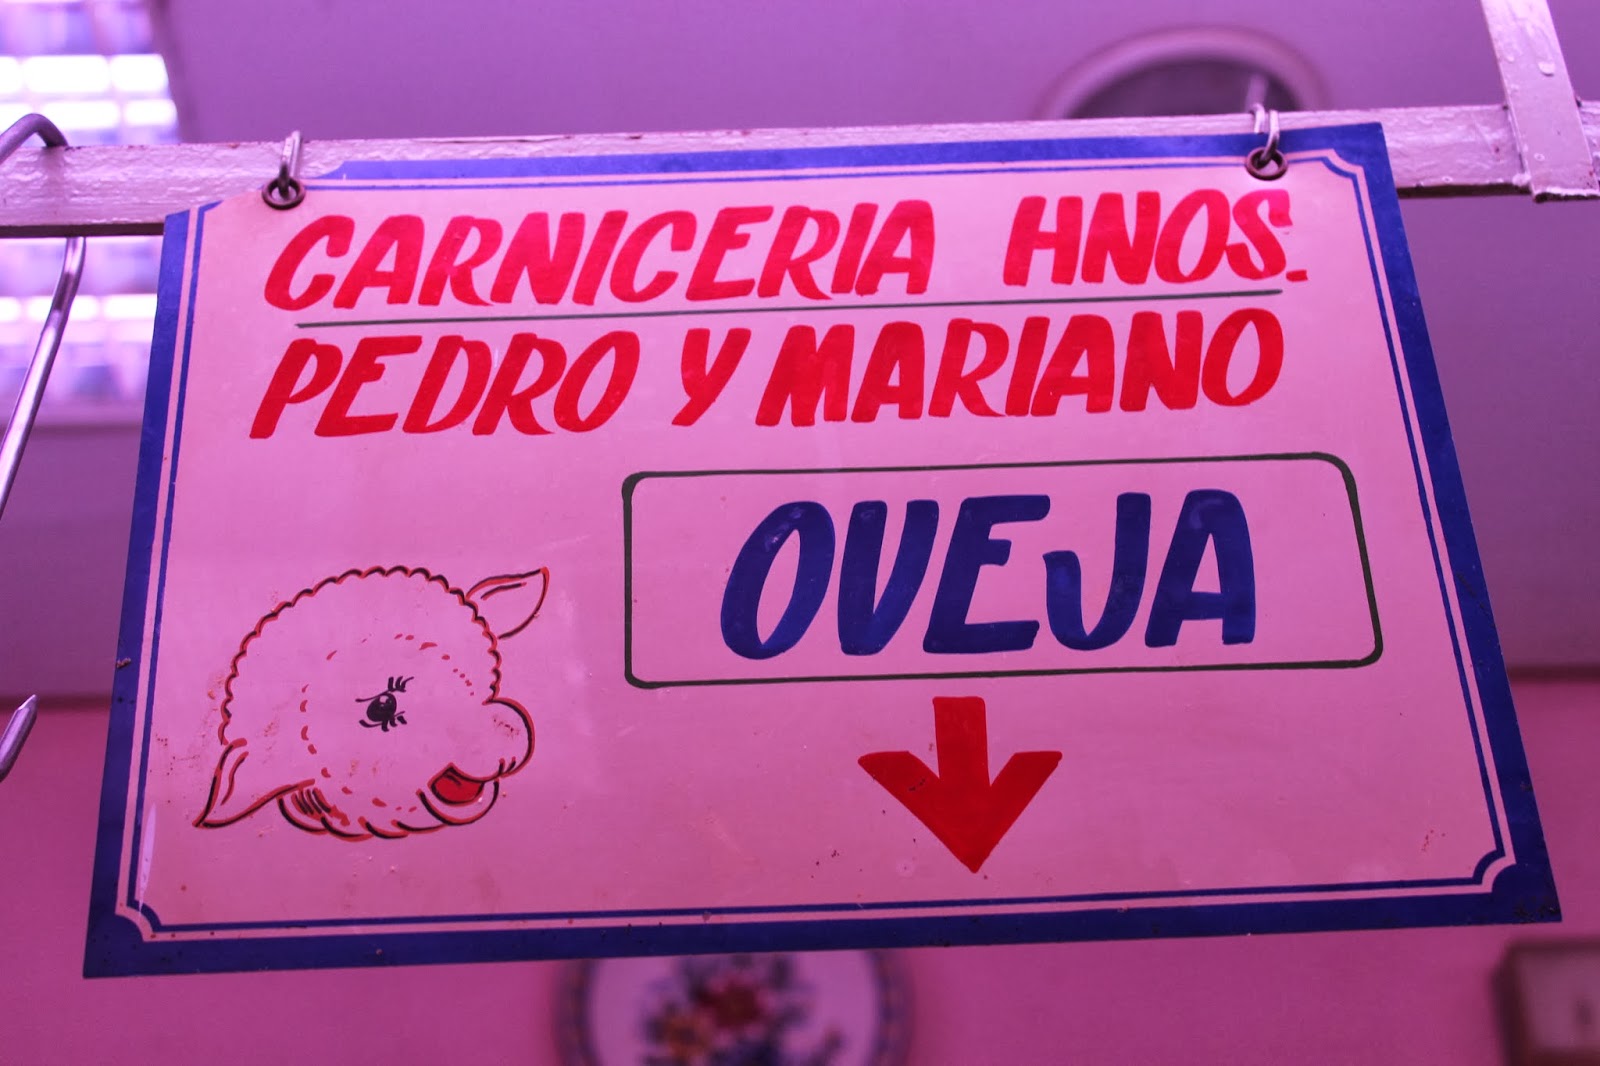 CARNICERIA HNOS.
PEDRO Y MARIANO
OVEJA